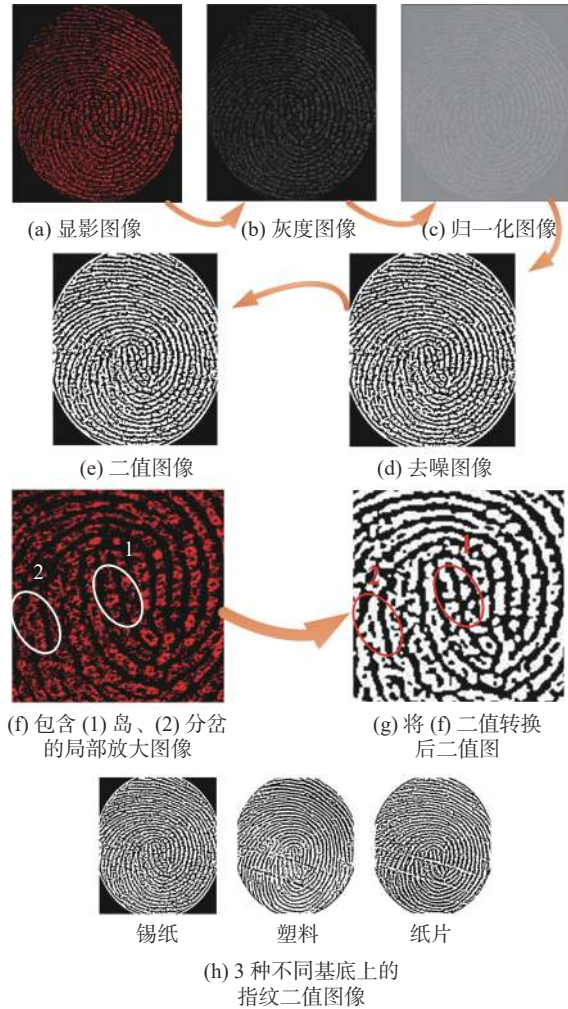 (a) 显影图像
(b) 灰度图像
(c) 归一化图像
(e) 二值图像
(d) 去噪图像
1
2
1
2
(f) 包含 (1) 岛、(2) 分岔
的局部放大图像
(g) 将 (f) 二值转换
后二值图
锡纸
塑料
纸片
(h) 3 种不同基底上的
指纹二值图像